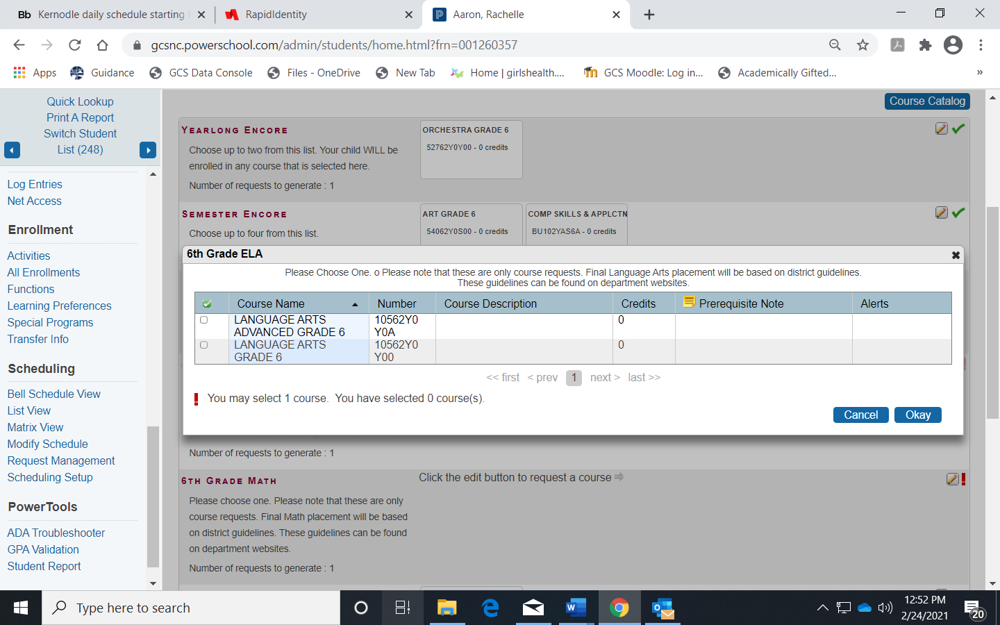 Bb Kernodle daily schedule starting
RapidIdentity
Aaron, Rachelle
gcsnc.powerschool.com/admin/students/home.html?frn=001260357
Apps
Guidance
GCS Data Console
Files - OneDrive
New Tab
Home | girlshealth....
GCS Moodle: Log in...
Academically Gifted...
»
Quick Lookup
Print A Report
Switch Student
List (248)
Log Entries
Net Access
Enrollment
Activities
All Enrollments
Functions
Learning Preferences
Special Programs
Transfer Info
Scheduling
Bell Schedule View
List View
Matrix View
Modify Schedule
Request Management
Scheduling Setup
PowerTools
ADA Troubleshooter
GPA Validation
Student Report
Course Catalog
Yearlong Encore
Choose up to two from this list. Your child WILL be
enrolled in any course that is selected here.
Number of requests to generate : 1
ORCHESTRA GRADE 6
52762Y0Y00 - 0 credits
Semester Encore
Choose up to four from this list.
ART GRADE 6
54062Y0S00 - 0 credits
COMP SKILLS & APPLCTN
BU102YAS6A - 0 credits
6th Grade ELA
Please Choose One. o Please note that these are only course requests. Final Language Arts placement will be based on district guidelines.
These guidelines can be found on department websites.
Course Name Number Course Description Credits Prerequisite Note Alerts
LANGUAGE ARTS 10562Y0 0
ADVANCED GRADE 6 Y0A
LANGUAGE ARTS 10562Y0 0
GRADE 6 Y00
<< first < prev 1 next > last >>
You may select 1 course. You have selected 0 course(s).
Cancel Okay
Number of requests to generate : 1
6th Grade Math
Click the edit button to request a course
Please choose one. Please note that these are only
course requests. Final Math placement will be based
on district guidelines. These guidelines can be found
on department websites.
Number of requests to generate : 1
Type here to search
12:52 PM
2/24/2021
20